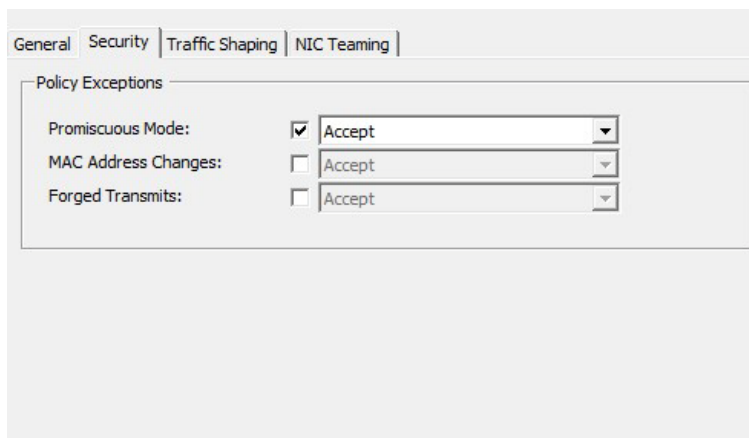 General Security Traffic Shaping NIC Teaming
Policy Exceptions
Promiscuous Mode: Accept
MAC Address Changes: Accept
Forged Transmits: Accept